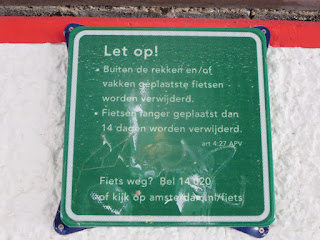 Let op!
• Buiten de rekken en/of
vakken geplaatste fietsen
worden verwijderd.
• Fietsen langer geplaatst dan
14 dagen worden verwijderd.
art 4.27 APV
Fiets weg? Bel 14 020
of kijk op amsterdam.nl/fiets